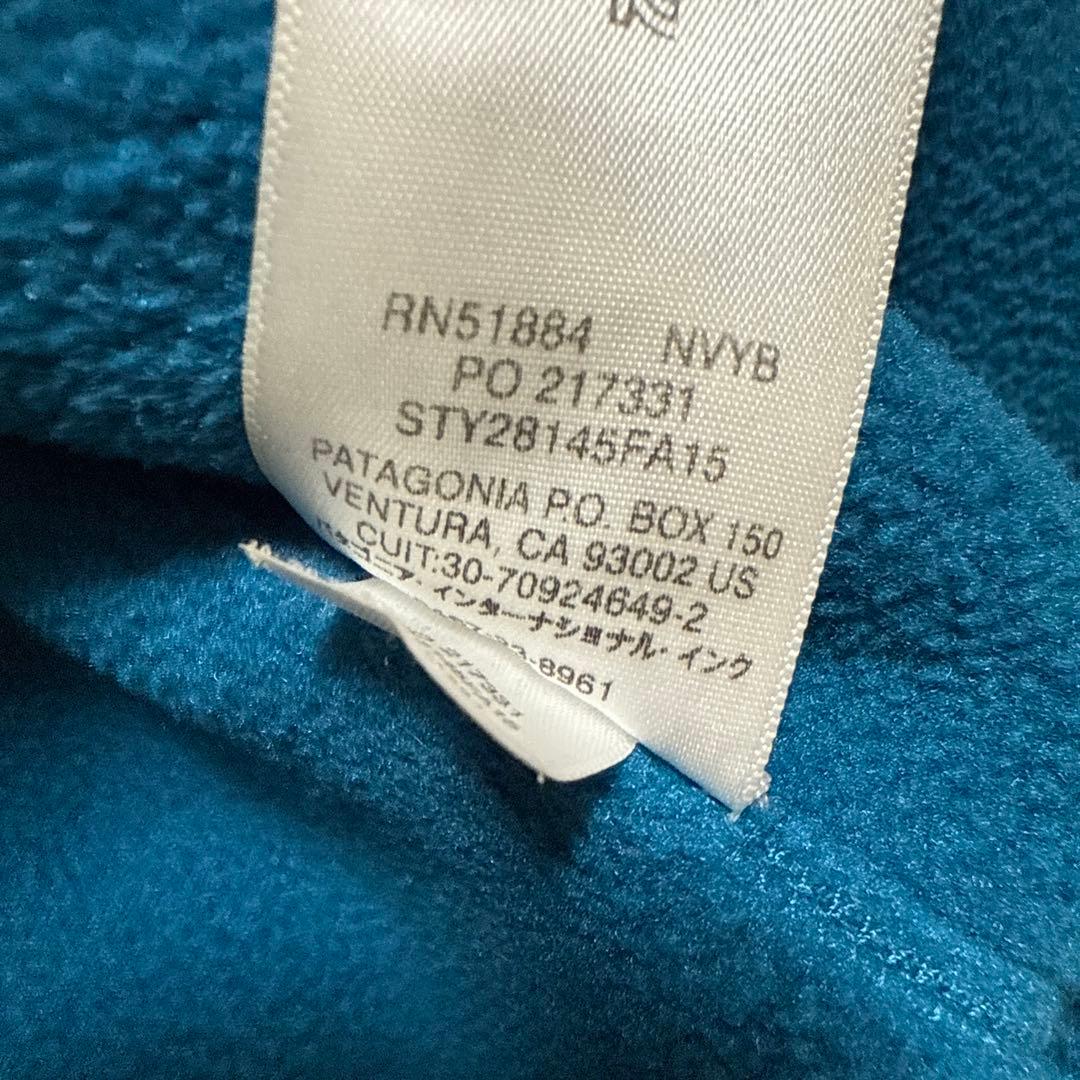 RN51884 NVYB
PO 217331
STY28145FA15
PATAGONIA P.O. BOX 150
VENTURA, CA 93002 US
CUIT:30-70924649-2
パタゴニア・インターナショナル・インク
-8961